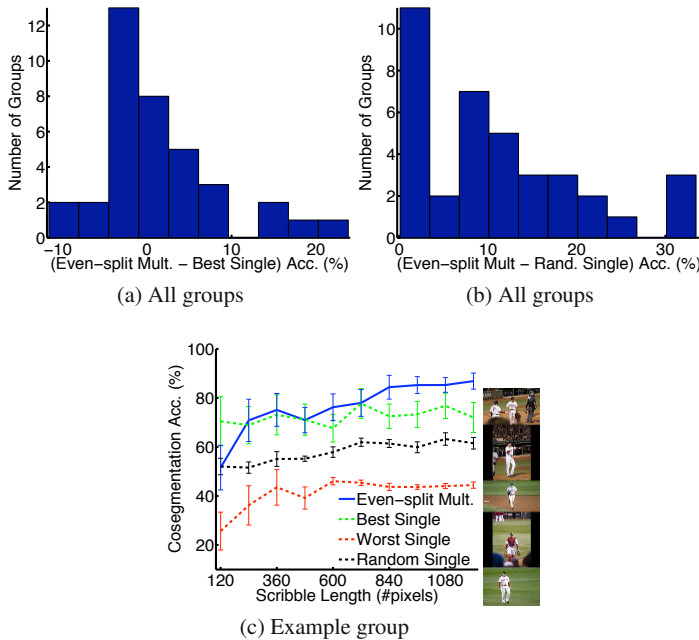 12
10
8
6
4
2
0
Number of Groups
−10 0 10 20
(Even−split Mult. − Best Single) Acc. (%)
(a) All groups
10
8
6
4
2
0
Number of Groups
0 10 20 30
(Even−split Mult − Rand. Single) Acc. (%)
(b) All groups
100
80
60
40
20
Cosegmentation Acc. (%)
Even−split Mult.
Best Single
Worst Single
Random Single
120 360 600 840 1080
Scribble Length (#pixels)
(c) Example group